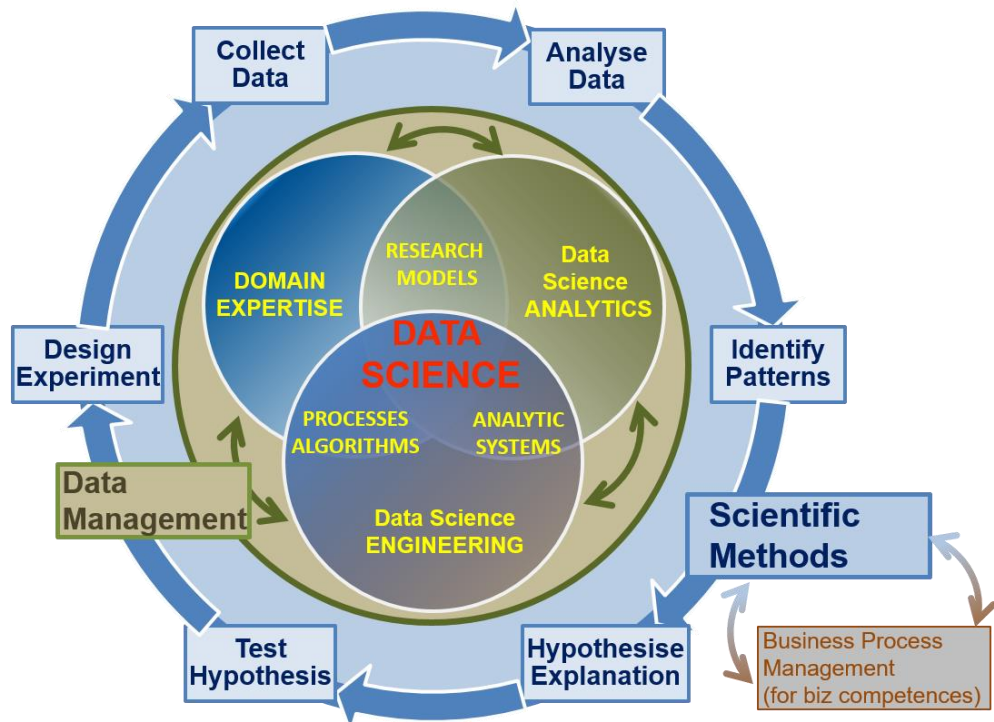 Collect
Data
Analyse
Data
RESEARCH
MODELS
Data
Science
ANALYTICS
DOMAIN
EXPERTISE
DATA
SCIENCE
Design
Experiment
Identify
Patterns
PROCESSES
ALGORITHMS
ANALYTIC
SYSTEMS
Data
Management
Data Science
ENGINEERING
Scientific
Methods
Test
Hypothesis
Hypothesise
Explanation
Business Process
Management
(for biz competences)